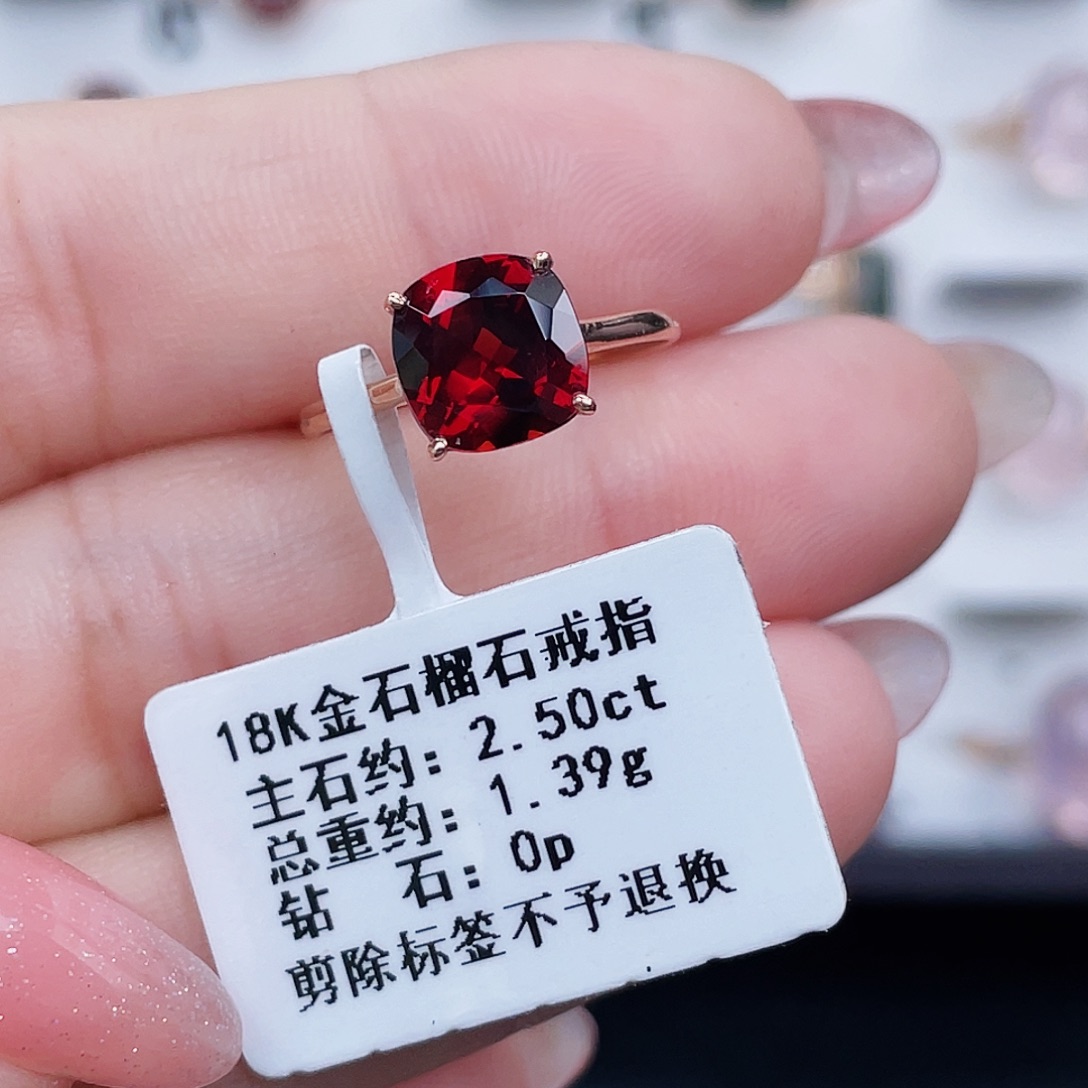 18K金石榴石戒指
主石约：2.50ct
总重约：1.39g
钻 石：0p
剪除标签不予退换